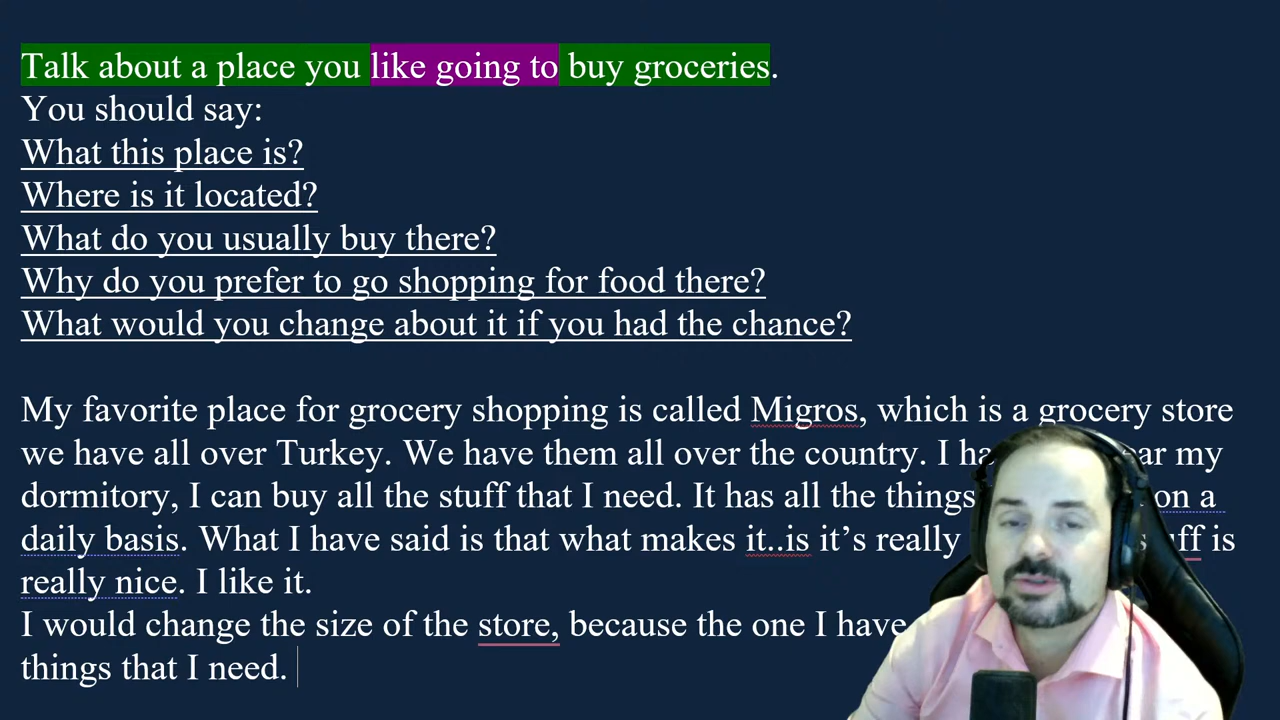 Talk about a place you like going to buy groceries.
You should say:
What this place is?
Where is it located?
What do you usually buy there?
Why do you prefer to go shopping for food there?
What would you change about it if you had the chance?
My favorite place for grocery shopping is called Migros, which is a grocery store
we have all over Turkey. We have them all over the country. I my
dormitory, I can buy all the stuff that I need. It has all the things on a
daily basis. What I have said is that what makes it..is it’s really is
really nice. I like it.
I would change the size of the store, because the one I have
things that I need.